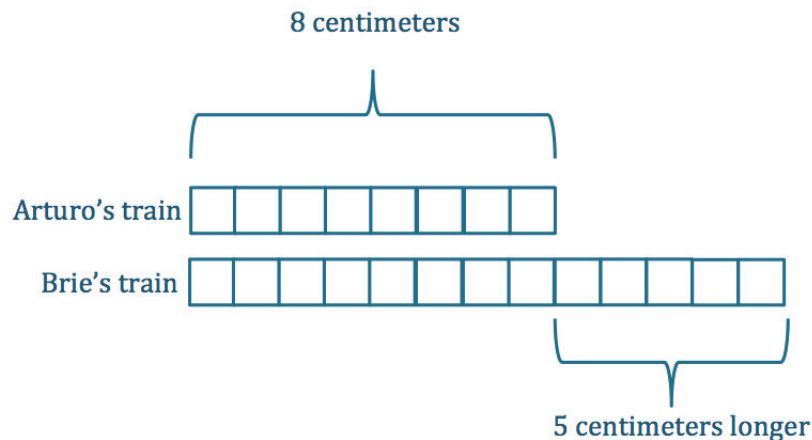 8 centimeters
Arturo’s train
Brie’s train
5 centimeters longer